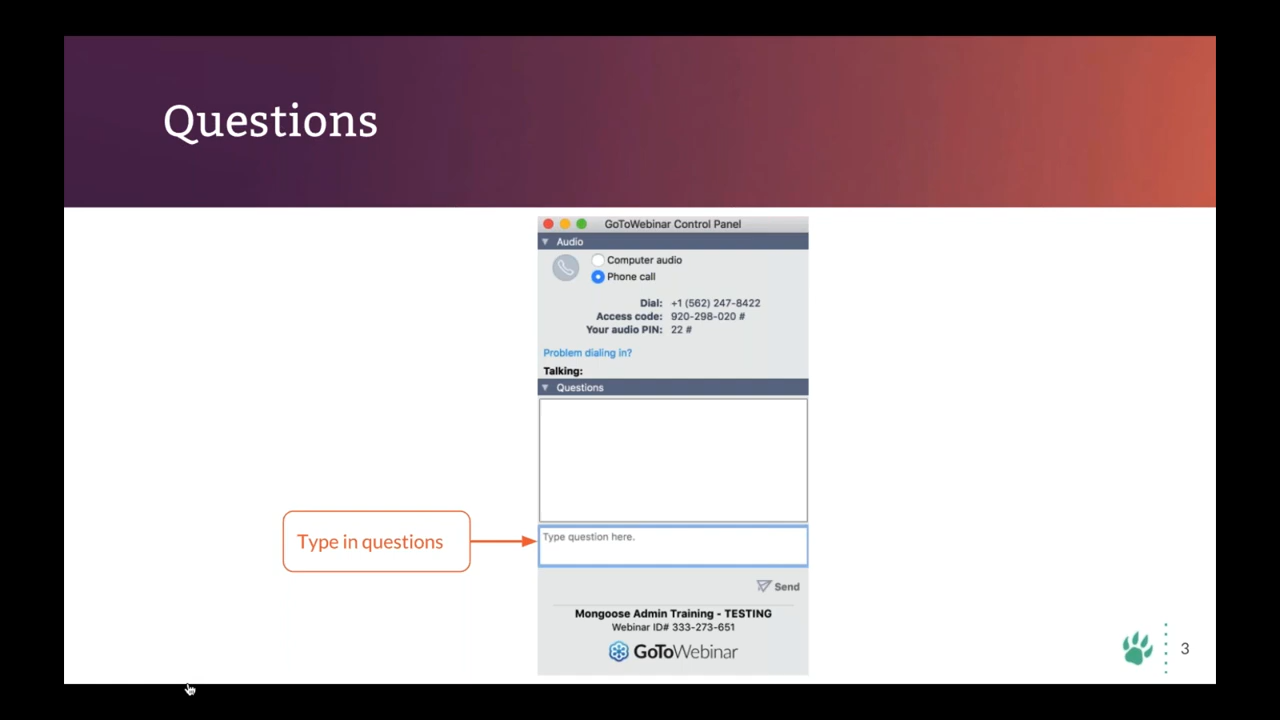 Questions
GoToWebinar Control Panel
Audio
Computer audio
Phone call
Dial: +1 (562) 247-8422
Access code: 920-298-020 #
Your audio PIN: 22 #
Problem dialing in?
Talking:
Questions
Type in questions
Type question here.
Send
Mongoose Admin Training - TESTING
Webinar ID# 333-273-651
GoToWebinar
3